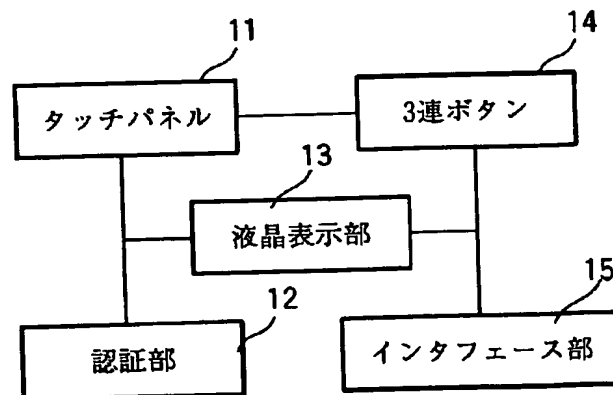 11
14
タッチパネル
3連ボタン
13
液晶表示部
12
15
認証部
インタフェース部